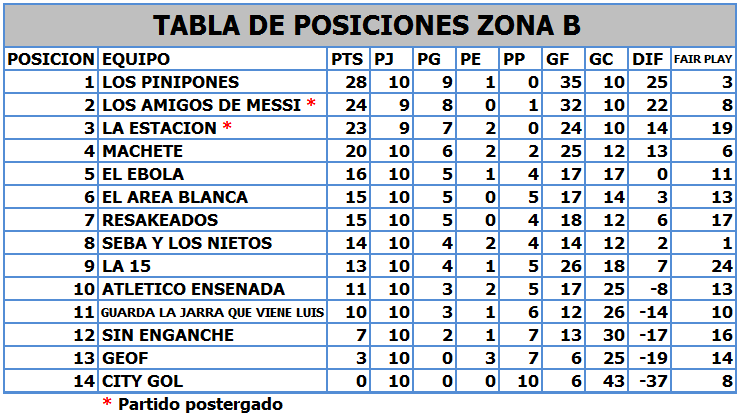 TABLA DE POSICIONES ZONA B
POSICION EQUIPO PTS PJ PG PE PP GF GC DIF FAIR PLAY
1 LOS PINIPONES 28 10 9 1 0 35 10 25 3
2 LOS AMIGOS DE MESSI * 24 9 8 0 1 32 10 22 8
3 LA ESTACION * 23 9 7 2 0 24 10 14 19
4 MACHETE 20 10 6 2 2 25 12 13 6
5 EL EBOLA 16 10 5 1 4 17 17 0 11
6 EL AREA BLANCA 15 10 5 0 5 17 14 3 13
7 RESAKEADOS 15 10 5 0 4 18 12 6 17
8 SEBA Y LOS NIETOS 14 10 4 2 4 14 12 2 1
9 LA 15 13 10 4 1 5 26 18 7 24
10 ATLETICO ENSENADA 11 10 3 2 5 17 25 -8 13
11 GUARDA LA JARRA QUE VIENE LUIS 10 10 3 1 6 12 26 -14 10
12 SIN ENGANCHE 7 10 2 1 7 13 30 -17 16
13 GEOF 3 10 0 3 7 6 25 -19 14
14 CITY GOL 0 10 0 0 10 6 43 -37 8
* Partido postergado